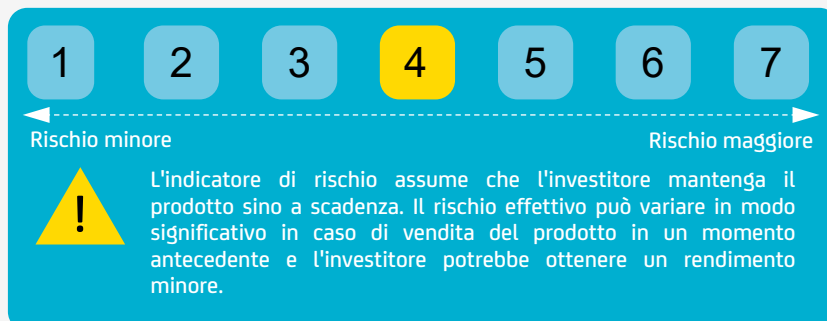 1 2 3 4 5 6 7
Rischio minore Rischio maggiore
!
L'indicatore di rischio assume che l'investitore mantenga il
prodotto sino a scadenza. Il rischio effettivo può variare in modo
significativo in caso di vendita del prodotto in un momento
antecedente e l'investitore potrebbe ottenere un rendimento
minore.